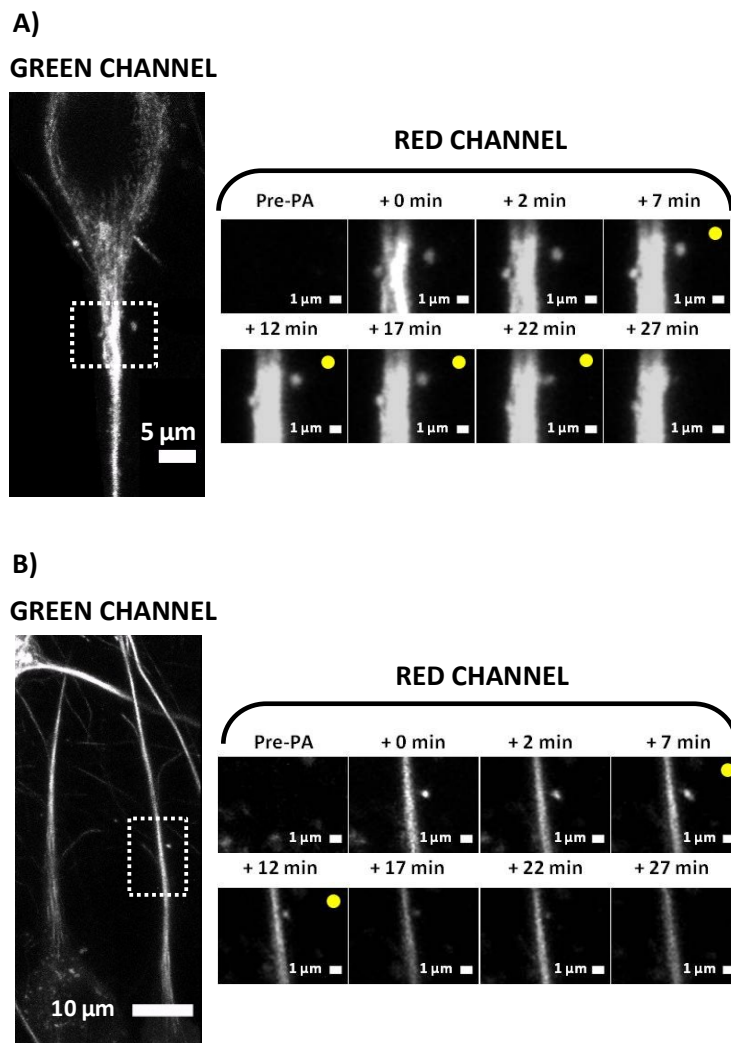 A)
GREEN CHANNEL
RED CHANNEL
Pre-PA + 0 min + 2 min + 7 min
1 µm 1 µm 1 µm 1 µm
+ 12 min + 17 min + 22 min + 27 min
1 µm 1 µm 1 µm 1 µm
5 µm
B)
GREEN CHANNEL
RED CHANNEL
Pre-PA + 0 min + 2 min + 7 min
1 µm 1 µm 1 µm 1 µm
+ 12 min + 17 min + 22 min + 27 min
1 µm 1 µm 1 µm 1 µm
10 µm